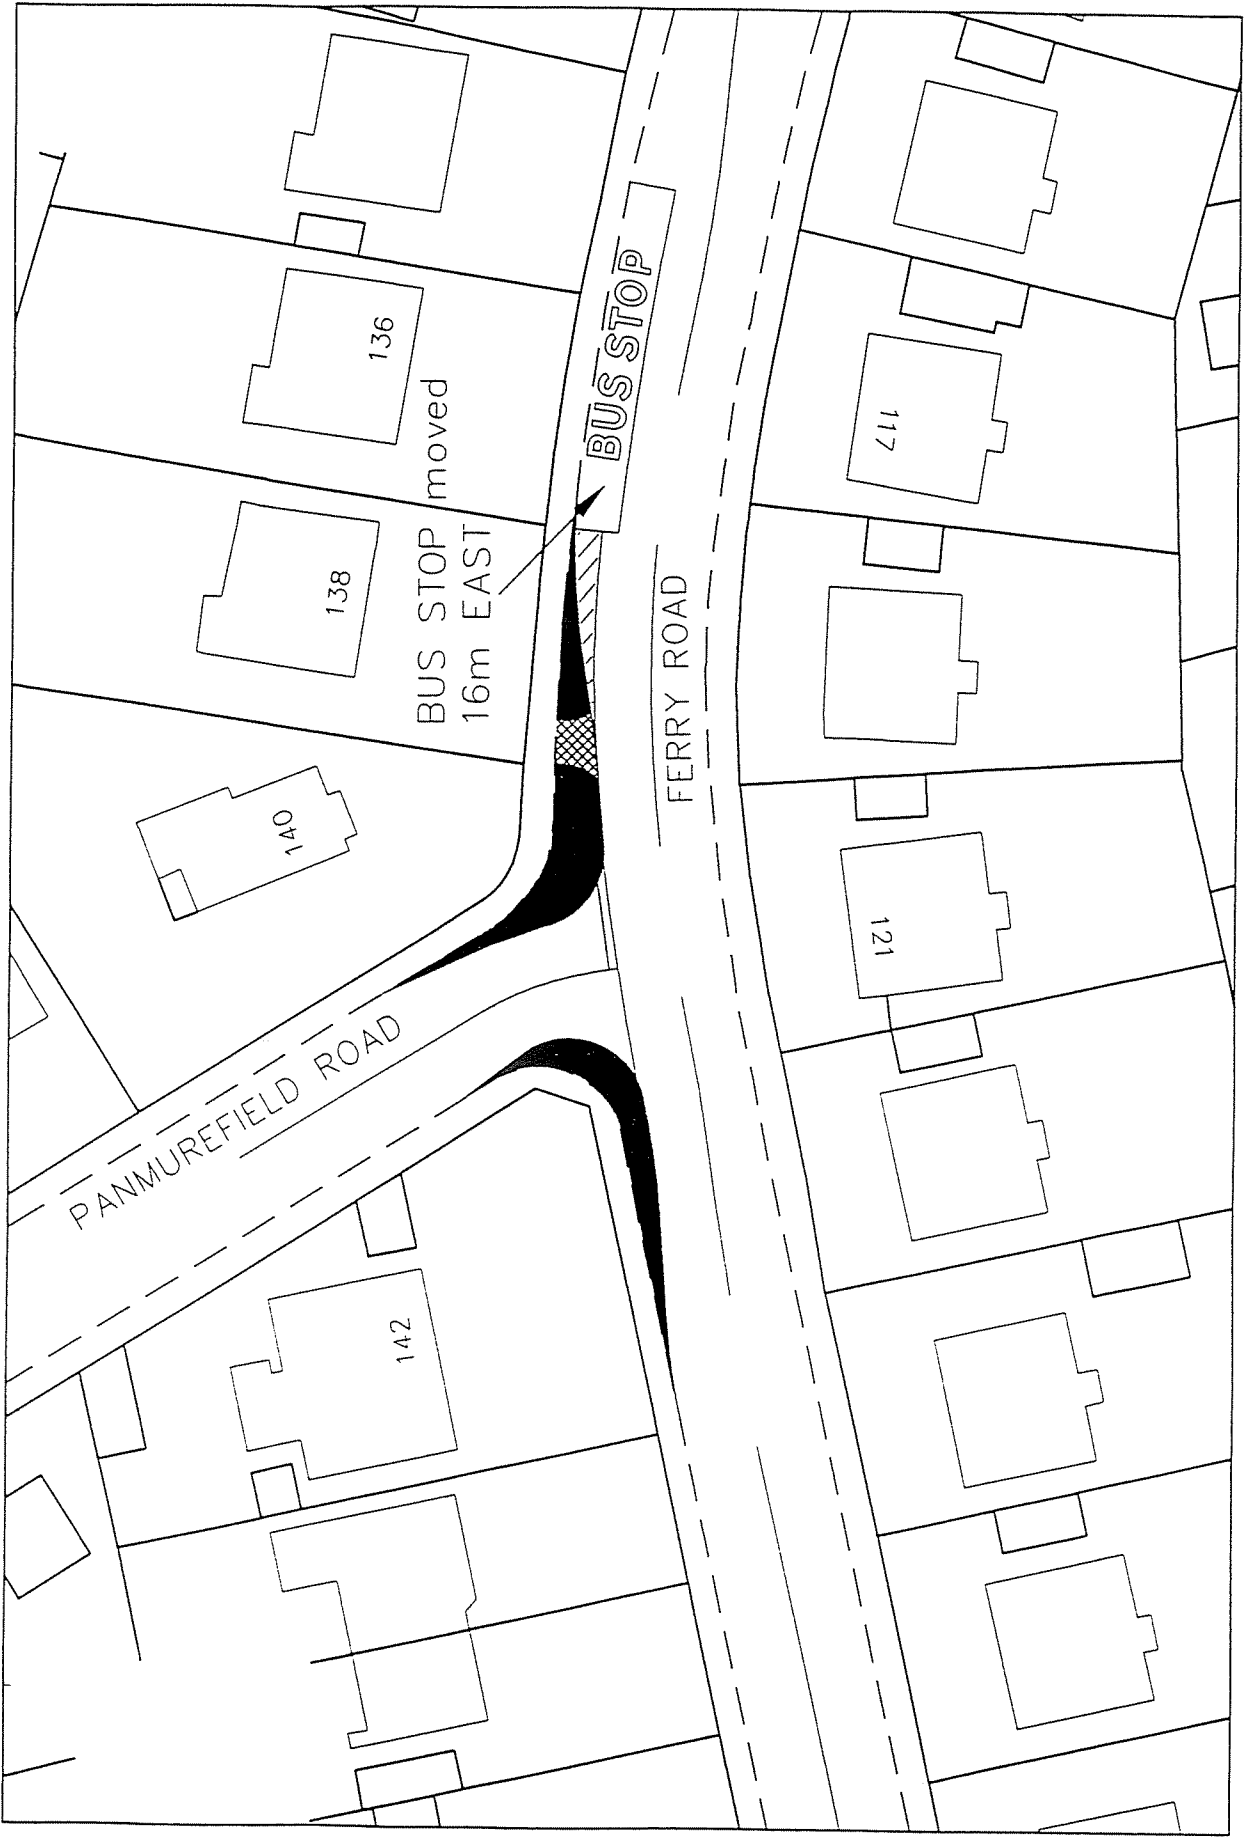 136
138
140
142
BUS STOP moved
16m EAST
BUS STOP
FERRY ROAD
PANMUREFIELD ROAD
117
121